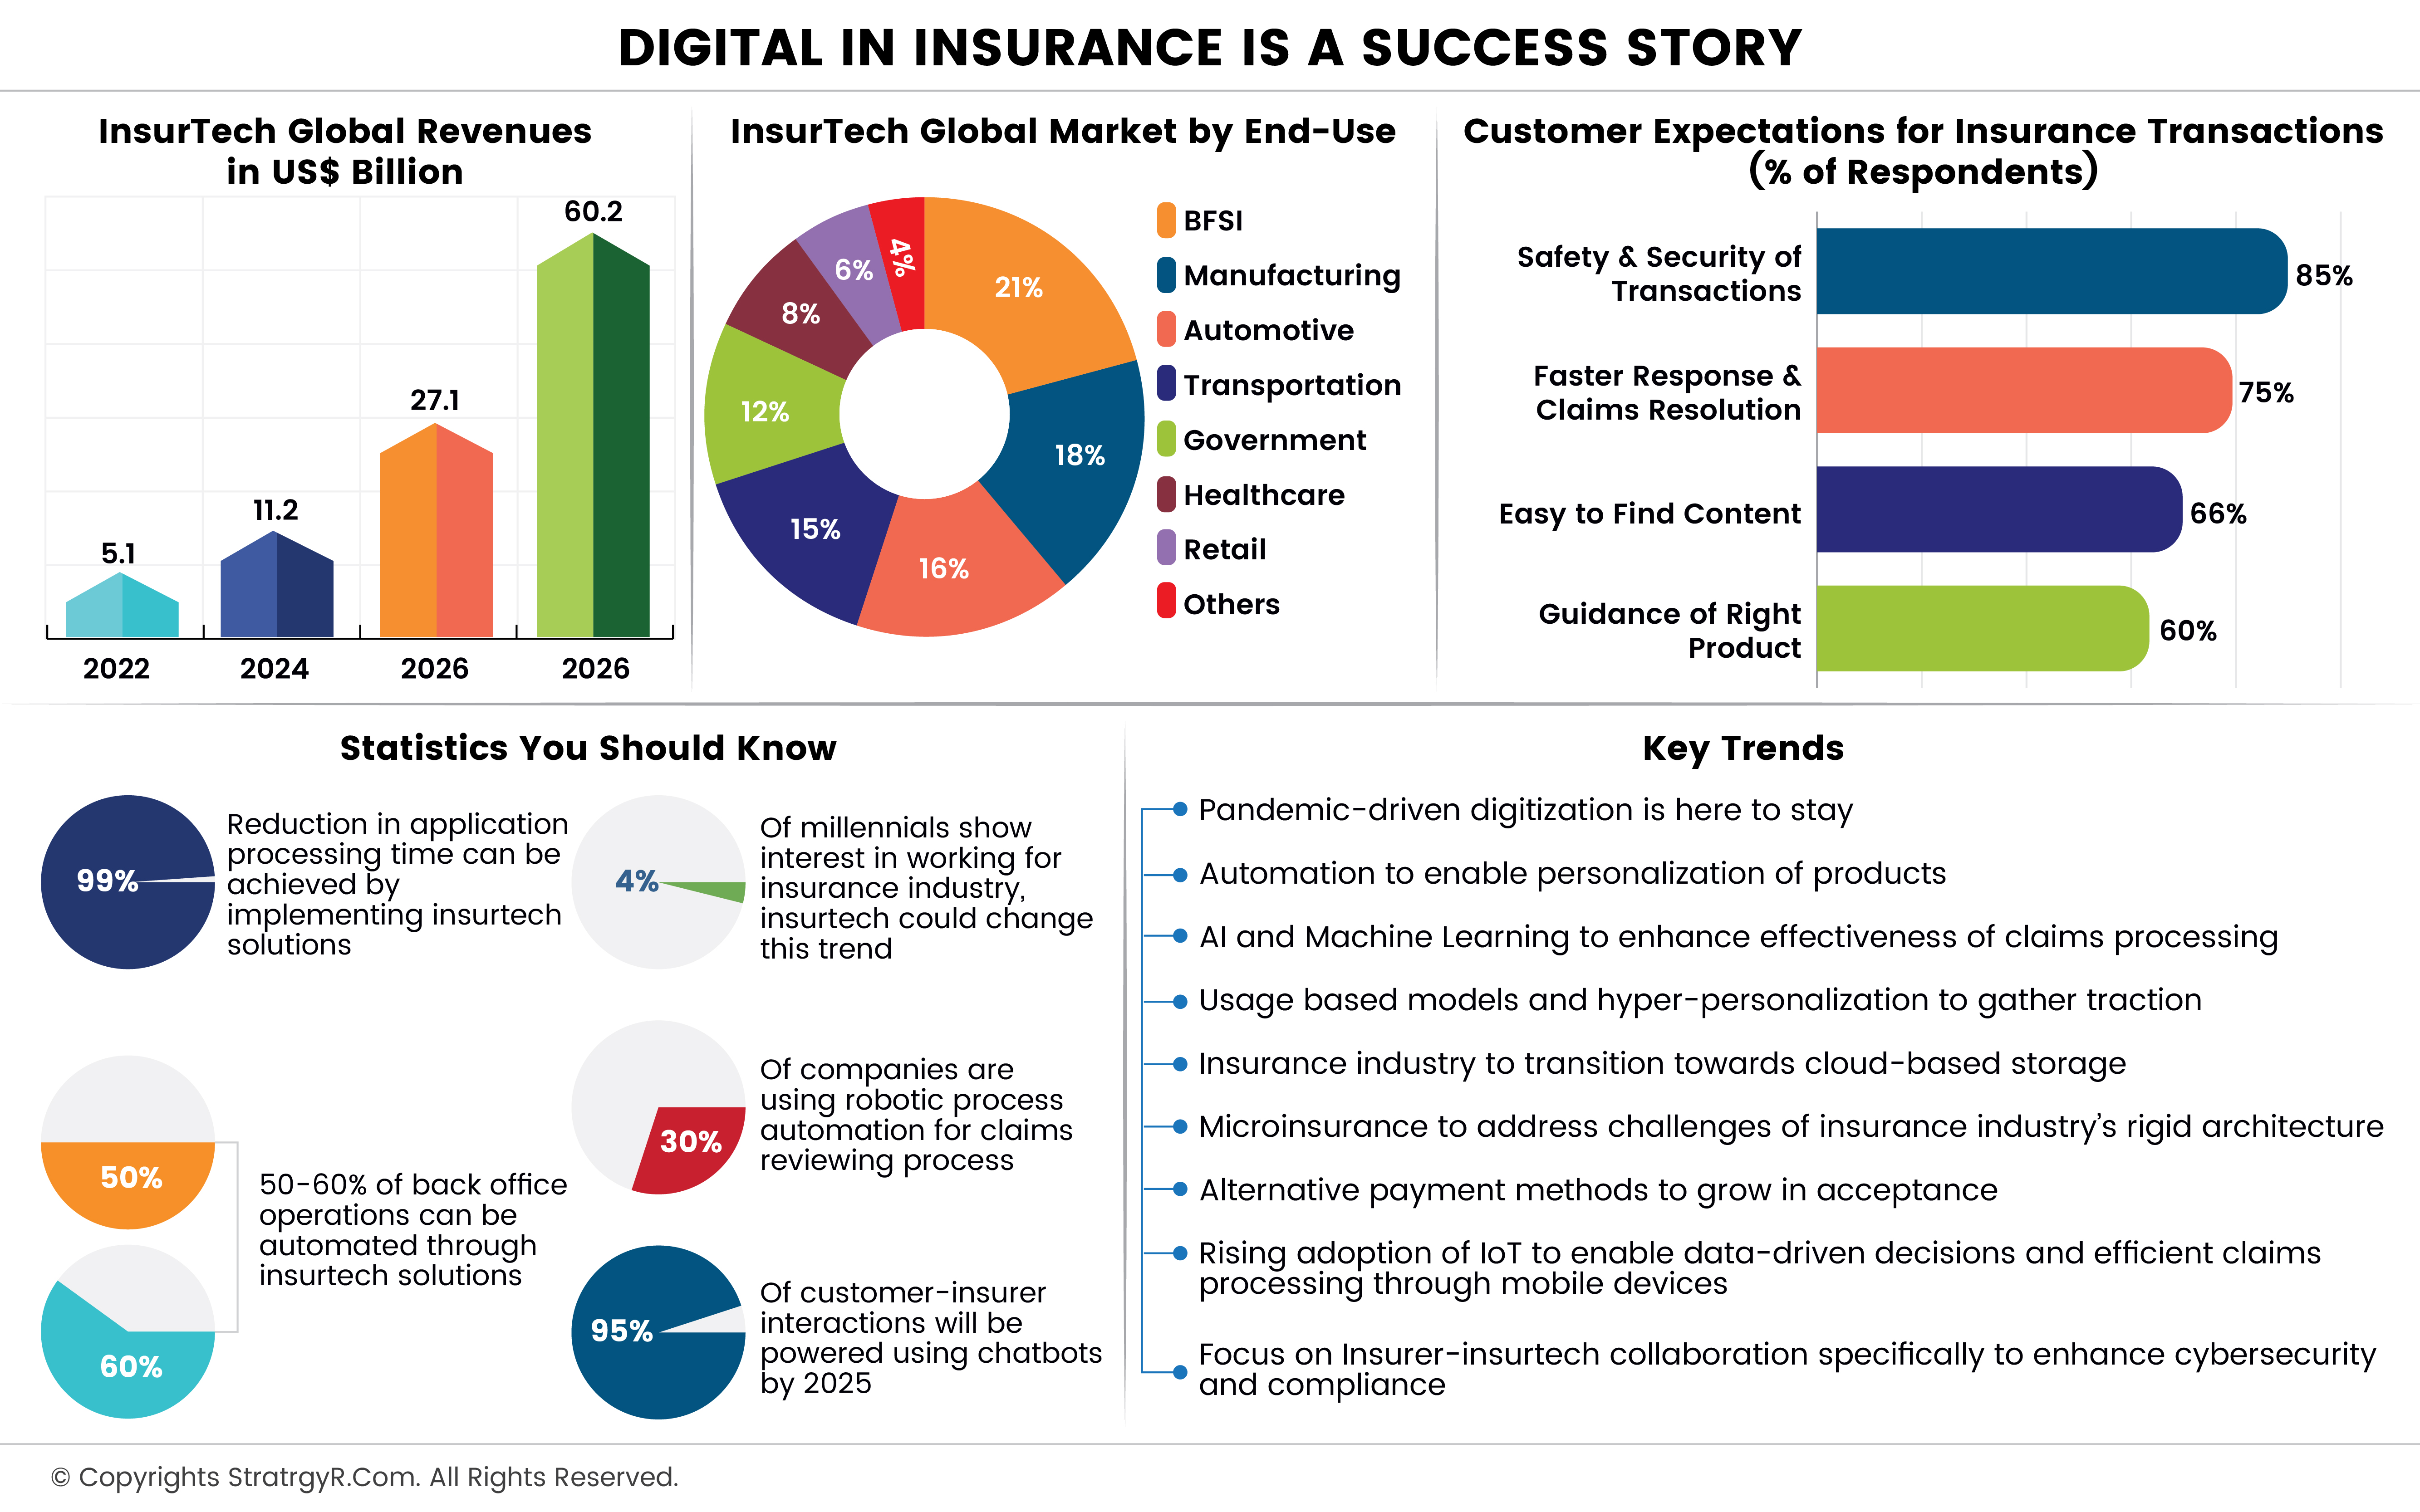 DIGITAL IN INSURANCE IS A SUCCESS STORY
InsurTech Global Revenues
in US$ Billion
5.1
11.2
27.1
60.2
2022
2024
2026
2026
InsurTech Global Market by End-Use
21%
18%
16%
15%
12%
8%
6%
4%
BFSI
Manufacturing
Automotive
Transportation
Government
Healthcare
Retail
Others
Customer Expectations for Insurance Transactions
(% of Respondents)
Safety & Security of
Transactions
85%
Faster Response &
Claims Resolution
75%
Easy to Find Content
66%
Guidance of Right
Product
60%
Statistics You Should Know
99%
Reduction in application
processing time can be
achieved by
implementing insurtech
solutions
50%
60%
50-60% of back office
operations can be
automated through
insurtech solutions
4%
Of millennials show
interest in working for
insurance industry,
insurtech could change
this trend
30%
Of companies are
using robotic process
automation for claims
reviewing process
95%
Of customer-insurer
interactions will be
powered using chatbots
by 2025
Key Trends
Pandemic-driven digitization is here to stay
Automation to enable personalization of products
AI and Machine Learning to enhance effectiveness of claims processing
Usage based models and hyper-personalization to gather traction
Insurance industry to transition towards cloud-based storage
Microinsurance to address challenges of insurance industry's rigid architecture
Alternative payment methods to grow in acceptance
Rising adoption of IoT to enable data-driven decisions and efficient claims
processing through mobile devices
Focus on Insurer-insurtech collaboration specifically to enhance cybersecurity
and compliance
© Copyrights StratrgyR.Com. All Rights Reserved.